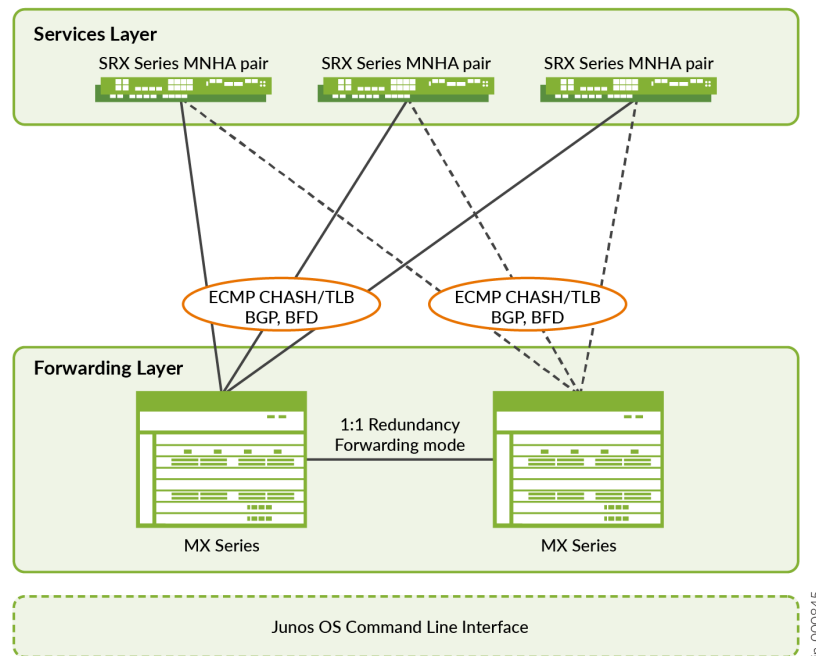 Services Layer
SRX Series MNHA pair
SRX Series MNHA pair
SRX Series MNHA pair
ECMP CHASH/TLB
BGP, BFD
ECMP CHASH/TLB
BGP, BFD
Forwarding Layer
1:1 Redundancy
Forwarding mode
MX Series
MX Series
Junos OS Command Line Interface